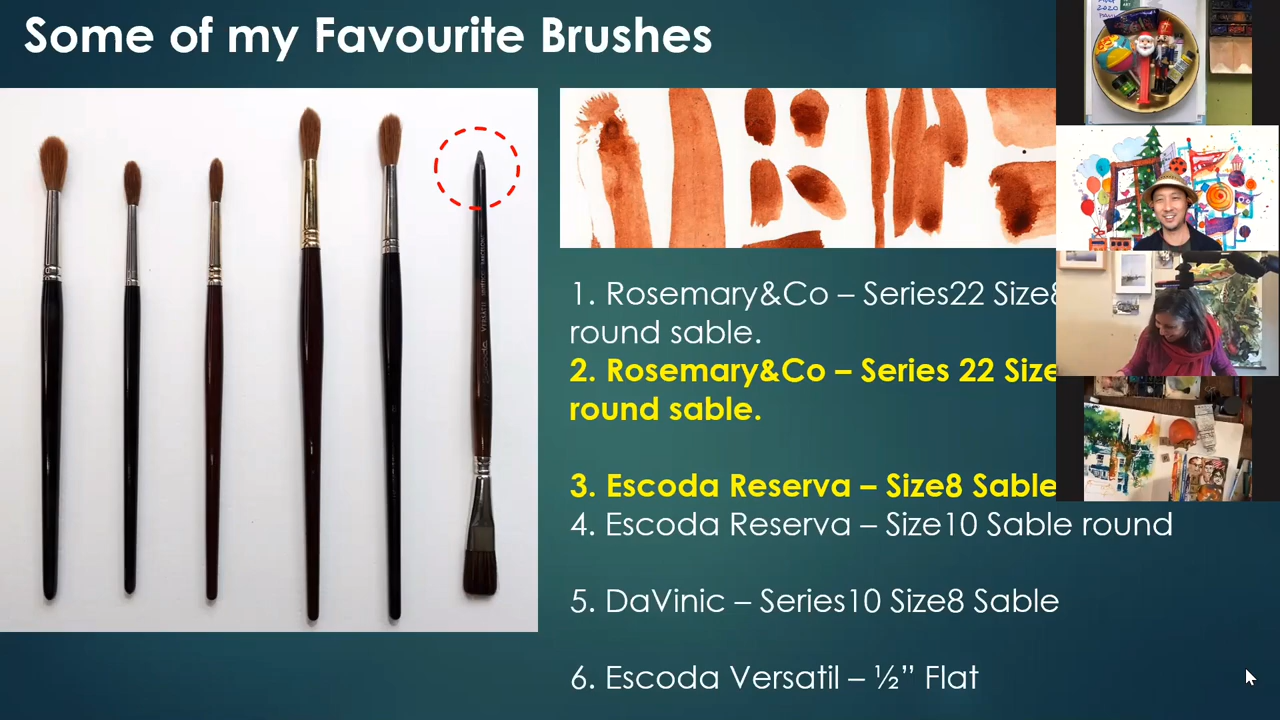 Some of my Favourite Brushes
1. Rosemary&Co – Series22 Size8
round sable.
2. Rosemary&Co – Series 22 Size
round sable.
3. Escoda Reserva – Size8 Sable
4. Escoda Reserva – Size10 Sable round
5. DaVinic – Series10 Size8 Sable
6. Escoda Versatil – ½” Flat